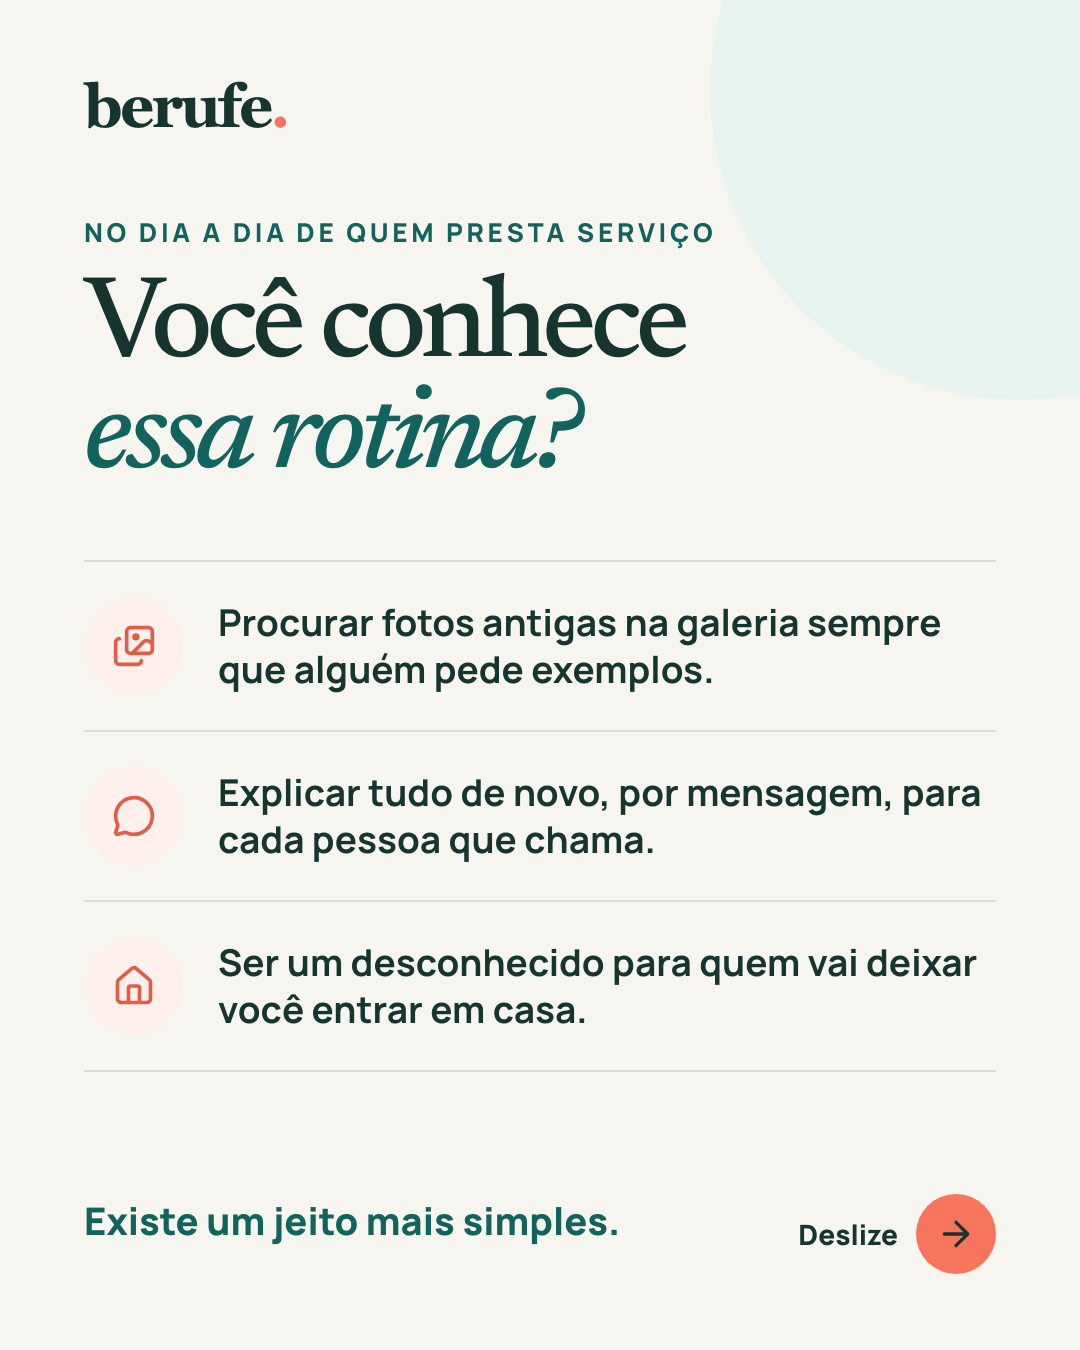 berufe.
NO DIA A DIA DE QUEM PRESTA SERVIÇO
Você conhece
essa rotina?
Procurar fotos antigas na galeria sempre
que alguém pede exemplos.
Explicar tudo de novo, por mensagem, para
cada pessoa que chama.
Ser um desconhecido para quem vai deixar
você entrar em casa.
Existe um jeito mais simples.
Deslize